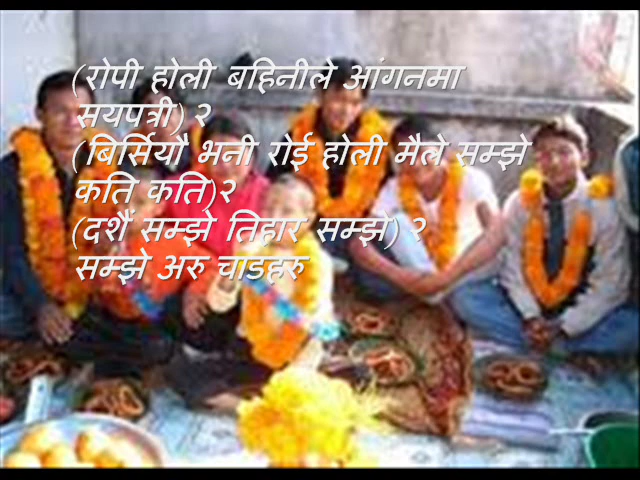 (रोपी होली बहिनीले आंगनमा
सयपत्री) २
(बिर्सियौ भनी रोई होली मैले सम्झे
कति कति)२
(दशैं सम्झे तिहार सम्झे) २
सम्झे अरु चाडहरु